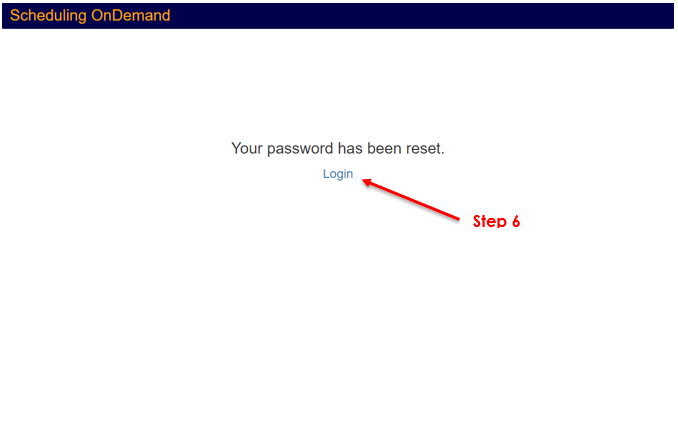 Scheduling OnDemand
Your password has been reset.
Login
Step 6